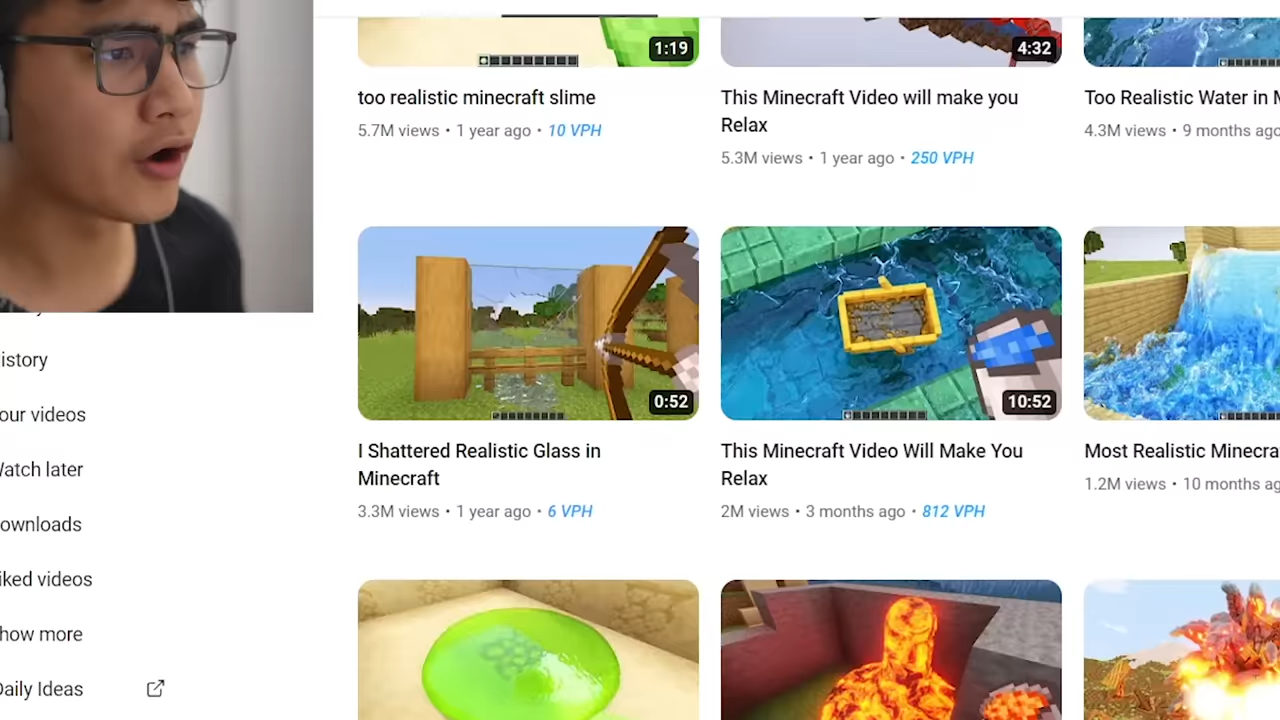 1:19
4:32
too realistic minecraft slime
5.7M views • 1 year ago • 10 VPH
This Minecraft Video will make you
Relax
5.3M views • 1 year ago • 250 VPH
Too Realistic Water in
4.3M views • 9 months ago
0:52
10:52
I Shattered Realistic Glass in
Minecraft
3.3M views • 1 year ago • 6 VPH
This Minecraft Video Will Make You
Relax
2M views • 3 months ago • 812 VPH
Most Realistic Minecra
1.2M views • 10 months ag
istory
our videos
Watch later
ownloads
iked videos
how more
Daily Ideas